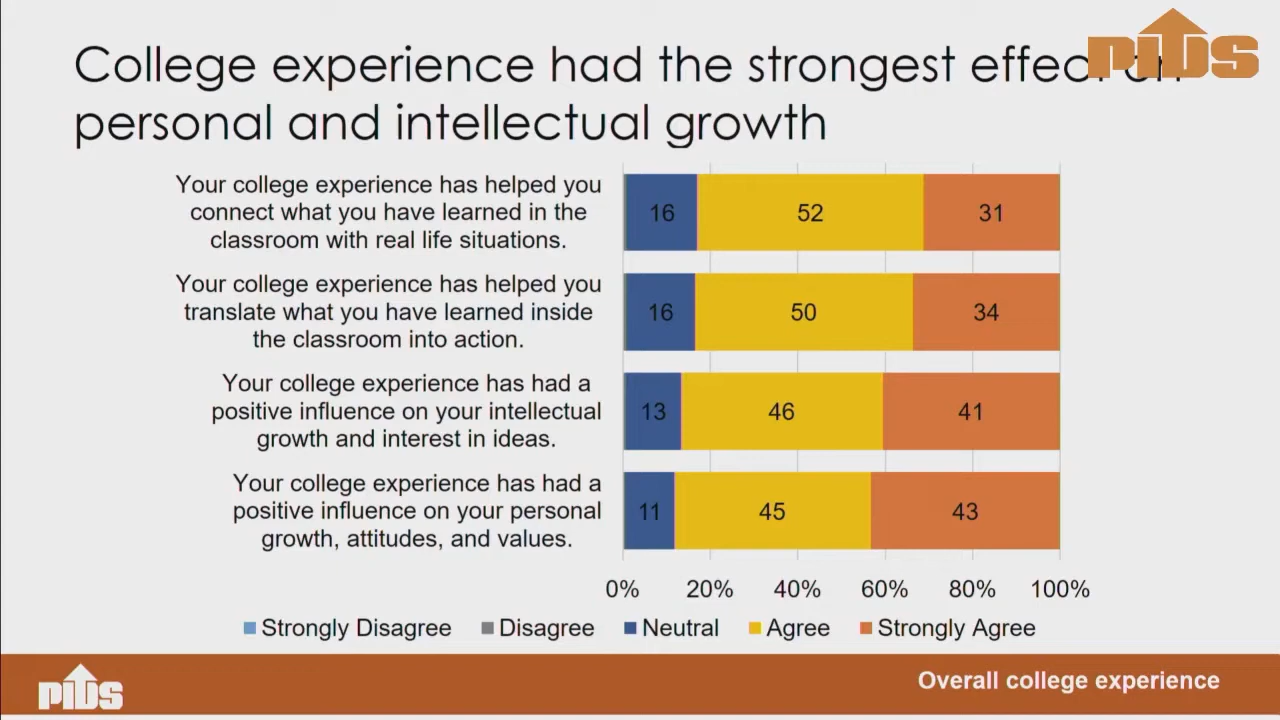 College experience had the strongest effect on
personal and intellectual growth
PIDS
Your college experience has helped you
connect what you have learned in the
classroom with real life situations.
16 52 31
Your college experience has helped you
translate what you have learned inside
the classroom into action.
16 50 34
Your college experience has had a
positive influence on your intellectual
growth and interest in ideas.
13 46 41
Your college experience has had a
positive influence on your personal
growth, attitudes, and values.
11 45 43
0% 20% 40% 60% 80% 100%
Strongly Disagree Disagree Neutral Agree Strongly Agree
PIDS
Overall college experience